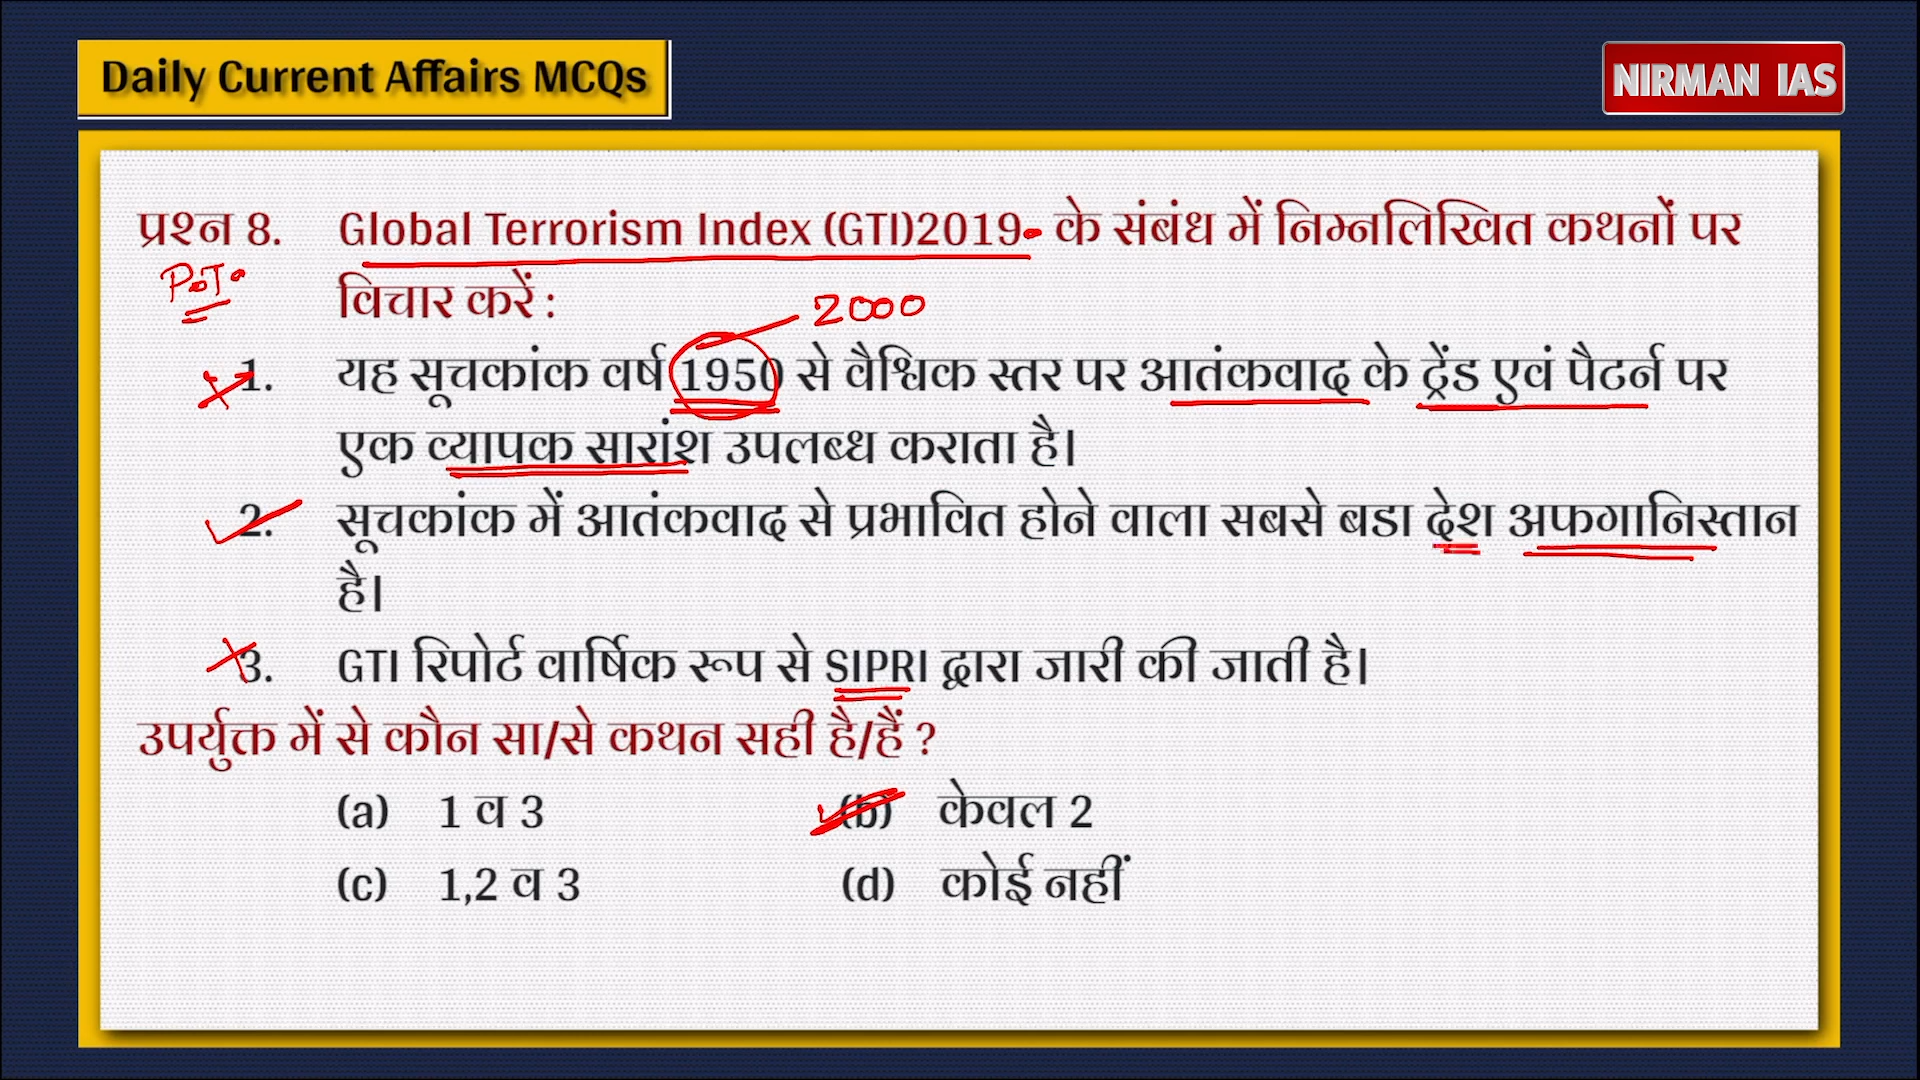 Daily Current Affairs MCQs
NIRMAN IAS
प्रश्न 8. Global Terrorism Index (GTI)2019 के संबंध में निम्नलिखित कथनों पर
P.T.
विचार करें :
2000
1. यह सूचकांक वर्ष 1950 से वैश्विक स्तर पर आतंकवाद के ट्रेंड एवं पैटर्न पर
एक व्यापक सारांश उपलब्ध कराता है।
2. सूचकांक में आतंकवाद से प्रभावित होने वाला सबसे बडा देश अफगानिस्तान
है।
3. GTI रिपोर्ट वार्षिक रूप से SIPRI द्वारा जारी की जाती है।
उपर्युक्त में से कौन सा/से कथन सही है/हैं ?
(a) 1 व 3 (b) केवल 2
(c) 1,2 व 3 (d) कोई नहीं